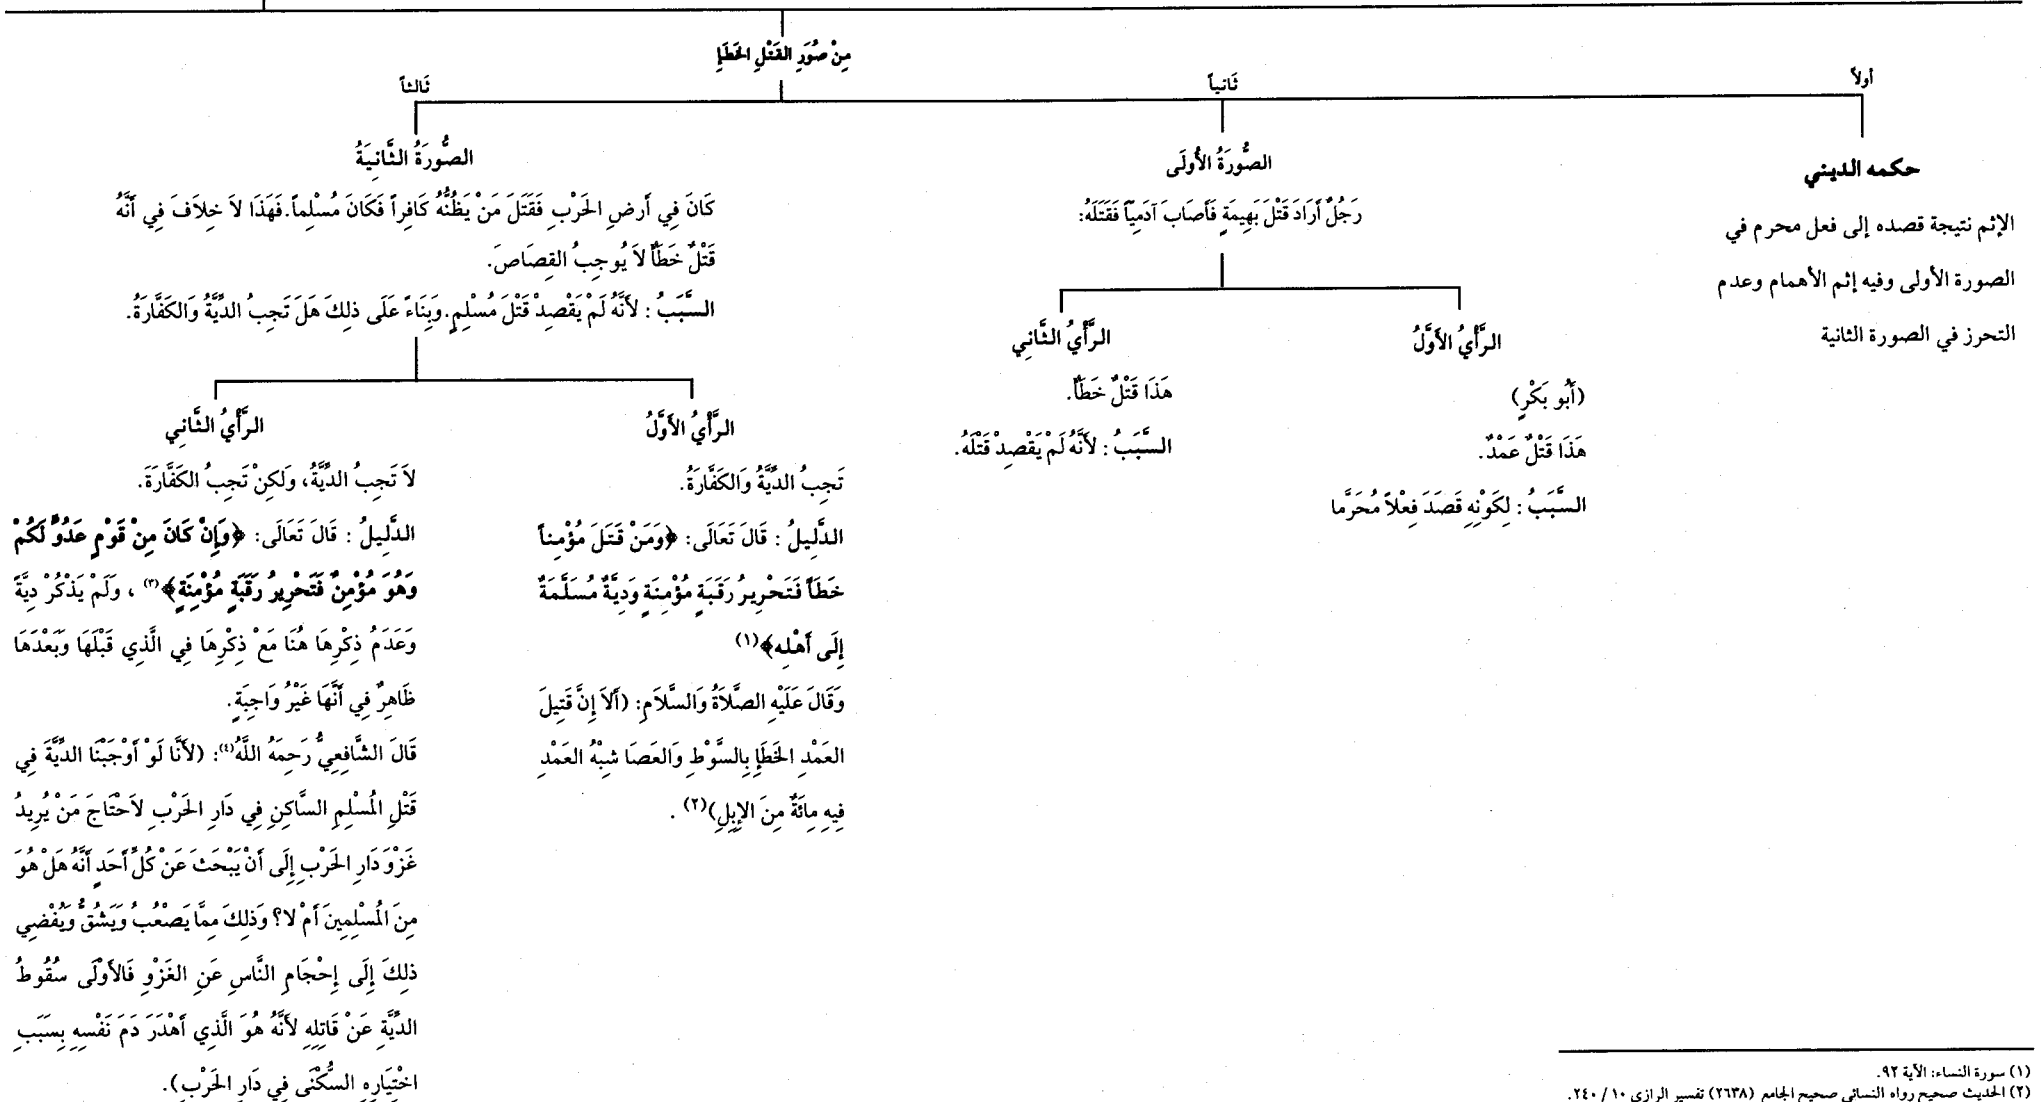 مِنْ صُوَرِ القَتْلِ الخَطَإِ
أولاً
حكمه الديني
الإثم نتيجة قصده إلى فعل محرم في
الصورة الأولى وفيه إثم الأهمام وعدم
التحرز في الصورة الثانية
ثَانِياً
الصُّورَةُ الأُولَى
رَجُلٌ أَرَادَ قَتْلَ بَهِيمَةٍ فَأَصَابَ آدَمِيّاً فَقَتَلَهُ:
الرَّأْيُ الأَوَّلُ
(أَبُو بَكْرٍ)
هَذَا قَتْلٌ عَمْدٌ.
السَّبَبُ : لِكَوْنِهِ قَصَدَ فِعْلاً مُحَرَّما
الرَّأْيُ الثَّانِي
هَذَا قَتْلٌ خَطَأٌ.
السَّبَبُ : لأَنَّهُ لَمْ يَقْصِدْ قَتْلَهُ.
ثَالثاً
الصُّورَةُ الثَّانِيَةُ
كَانَ فِي أَرضِ الحَرْبِ فَقَتَلَ مَنْ يَظُنُّهُ كَافِراً فَكَانَ مُسْلِماً.فَهَذَا لاَ خِلاَفَ فِي أَنَّهُ
قَتْلٌ خَطَأٌ لاَ يُوجِبُ القِصَاصَ.
السَّبَبُ : لأَنَّهُ لَمْ يَقْصِدْ قَتْلَ مُسْلِمٍ.وَبِنَاءً عَلَى ذلِكَ هَلْ تَجِبُ الدِّيَّةُ وَالكَفَّارَةُ.
الرَّأْيُ الأَوَّلُ
تَجِبُ الدِّيَّةُ وَالكَفَّارَةُ.
الدَّلِيلُ : قَالَ تَعَالَى: ﴿وَمَنْ قَتَلَ مُؤْمِناً
خَطَأً فَتَحْرِيرُ رَقَبَةٍ مُؤْمِنَةٍ وَدِيَّةٌ مُسَلَّمَةٌ
إِلَى أَهْلِه﴾(١)
وَقَالَ عَلَيْهِ الصَّلاَةُ وَالسَّلاَمِ: (أَلاَ إِنَّ قَتِيلَ
العَمْدِ الخَطَإِ بِالسَّوْطِ وَالعَصَا شِبْهُ العَمْدِ
فِيهِ مِائَةٌ مِنَ الإِبِلِ)(٢) .
الرَّأْيُ الثَّانِي
لاَ تَجِبُ الدِّيَّةُ، وَلَكِنْ تَجِبُ الكَفَّارَةَ.
الدَّلِيلُ : قَالَ تَعَالَى: ﴿وَإِنْ كَانَ مِنْ قَوْمٍ عَدُوٍّ لَكُمْ
وَهُوَ مُؤْمِنٌ فَتَحْرِيرُ رَقَبَةٍ مُؤْمِنَةٍ﴾(٣) ، وَلَمْ يَذْكُرْ دِيَّةً
وَعَدَمُ ذِكْرِهَا هُنَا مَعْ ذِكْرِهَا فِي الَّذِي قَبْلَهَا وَبَعْدَهَا
ظَاهِرٌ فِي أَنَّهَا غَيْرُ وَاجِبَةٍ.
قَالَ الشَّافِعِيُّ رَحِمَهُ اللَّهُ(٤): (لأَنَّا لَوْ أَوْجَبْنَا الدِّيَّةَ فِي
قَتْلِ المُسْلِمِ السَّاكِنِ فِي دَارِ الحَرْبِ لاَحْتَاجَ مَنْ يُرِيدُ
غَزْوَ دَارِ الحَرْبِ إِلَى أَنْ يَبْحَثَ عَنْ كُلِّ أَحَدٍ أَنَّهُ هَلْ هُوَ
مِنَ المُسْلِمِينَ أَمْ لا؟ وَذلِكَ مِمَّا يَصْعُبُ وَيَشُقُّ وَيُفْضِي
ذلِكَ إِلَى إِحْجَامِ النَّاسِ عَنِ الغَزْوِ فَالأَوْلَى سُقُوطُ
الدِّيَّةِ عَنْ قَاتِلِهِ لأَنَّهُ هُوَ الَّذِي أَهْدَرَ دَمَ نَفْسِهِ بِسَبَبِ
اخْتِيَارِهِ السُّكْنَى فِي دَارِ الحَرْبِ).
(١) سورة النساء: الآية ٩٢.
(٢) الحديث صحيح رواه النسائي صحيح الجامع (٢٦٣٨) تفسير الرازي ١٠ / ٢٤٠.